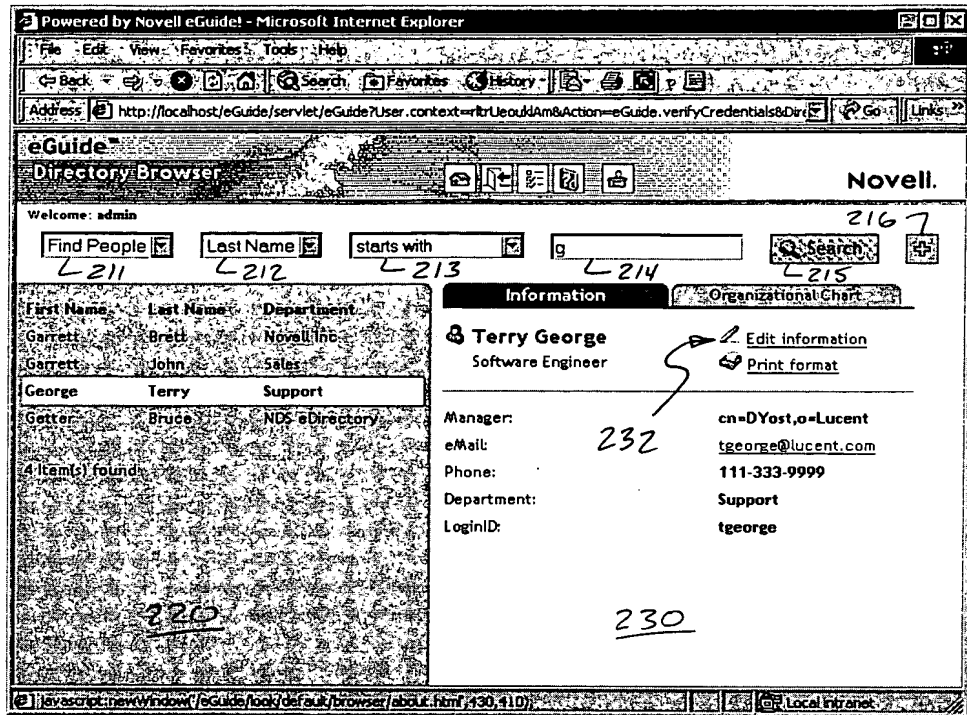 Powered by Novell eGuide! - Microsoft Internet Explorer
File Edit View Favorites Tools Help
Back Search Favorites History
Address http://localhost/eGuide/servlet/eGuide?User.context=rltrUeouklAm&Action=eGuide.verifyCredentials&Dire Go Links »
eGuide™
Directory Browser
Novell.
Welcome: admin
216
Find People Last Name starts with g Search
211 212 213 214 215
Information Organizational Chart
First Name Last Name Department
Garrett Brett Novell Inc
Garrett John Sales
George Terry Support
Getter Bruce NDS eDirectory
4 Item(s) found
220
Terry George
Software Engineer
Edit information
Print format
232
Manager: cn=DYost,o=Lucent
eMail: tgeorge@lucent.com
Phone: 111-333-9999
Department: Support
LoginID: tgeorge
230
javascript:newWindow('/eGuide/look/default/browser/about.html',430,410); Local intranet